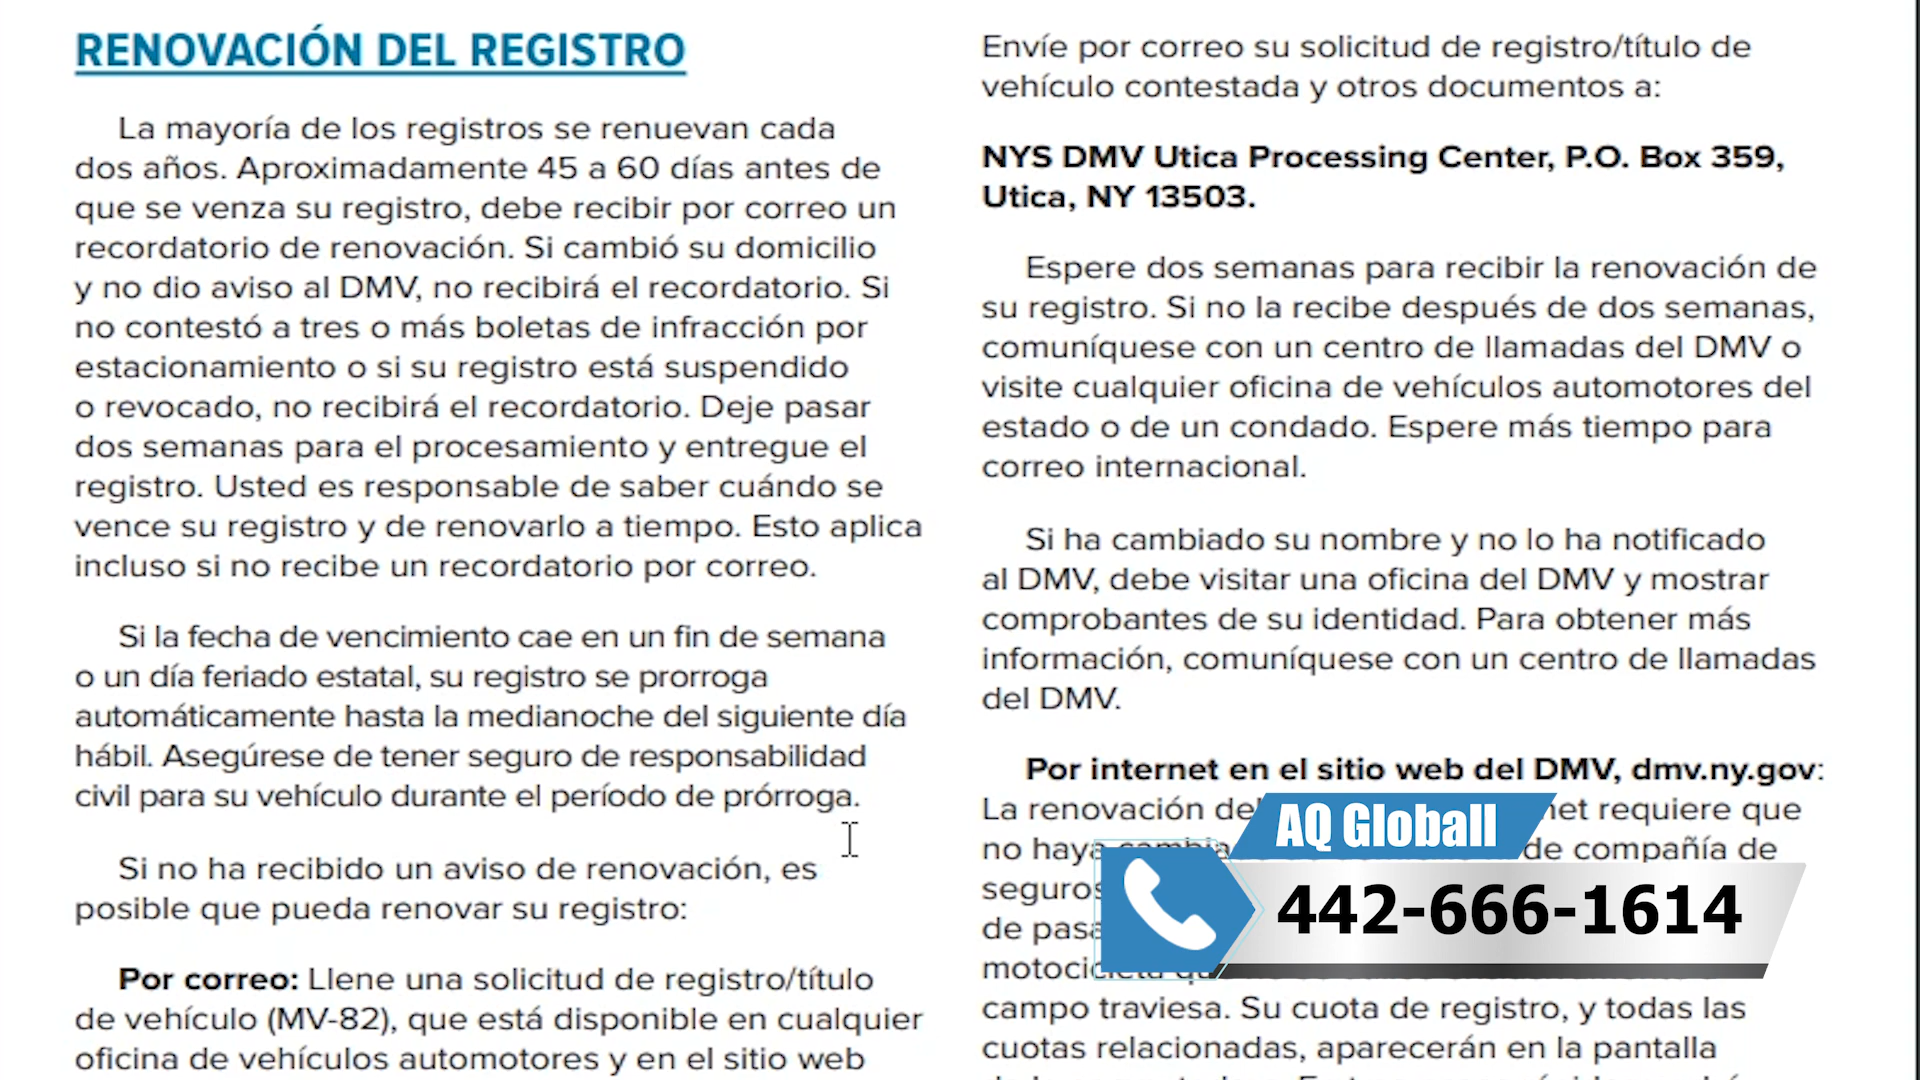 RENOVACIÓN DEL REGISTRO
La mayoría de los registros se renuevan cada
dos años. Aproximadamente 45 a 60 días antes de
que se venza su registro, debe recibir por correo un
recordatorio de renovación. Si cambió su domicilio
y no dio aviso al DMV, no recibirá el recordatorio. Si
no contestó a tres o más boletas de infracción por
estacionamiento o si su registro está suspendido
o revocado, no recibirá el recordatorio. Deje pasar
dos semanas para el procesamiento y entregue el
registro. Usted es responsable de saber cuándo se
vence su registro y de renovarlo a tiempo. Esto aplica
incluso si no recibe un recordatorio por correo.
Si la fecha de vencimiento cae en un fin de semana
o un día feriado estatal, su registro se prorroga
automáticamente hasta la medianoche del siguiente día
hábil. Asegúrese de tener seguro de responsabilidad
civil para su vehículo durante el período de prórroga.
Si no ha recibido un aviso de renovación, es
posible que pueda renovar su registro:
Por correo: Llene una solicitud de registro/título
de vehículo (MV-82), que está disponible en cualquier
oficina de vehículos automotores y en el sitio web
Envíe por correo su solicitud de registro/título de
vehículo contestada y otros documentos a:
NYS DMV Utica Processing Center, P.O. Box 359,
Utica, NY 13503.
Espere dos semanas para recibir la renovación de
su registro. Si no la recibe después de dos semanas,
comuníquese con un centro de llamadas del DMV o
visite cualquier oficina de vehículos automotores del
estado o de un condado. Espere más tiempo para
correo internacional.
Si ha cambiado su nombre y no lo ha notificado
al DMV, debe visitar una oficina del DMV y mostrar
comprobantes de su identidad. Para obtener más
información, comuníquese con un centro de llamadas
del DMV.
Por internet en el sitio web del DMV, dmv.ny.gov:
La renovación del requiere que
no haya de compañía de
seguros
de
campo traviesa. Su cuota de registro, y todas las
cuotas relacionadas, aparecerán en la pantalla
AQ Globall
442-666-1614